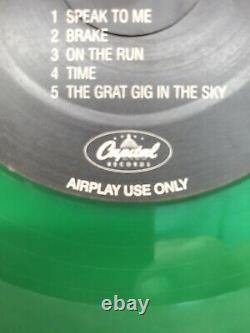 1 SPEAK TO ME
2 BRAKE
3 ON THE RUN
4 TIME
5 THE GRAT GIG IN THE SKY
Capitol
RECORDS
AIRPLAY USE ONLY